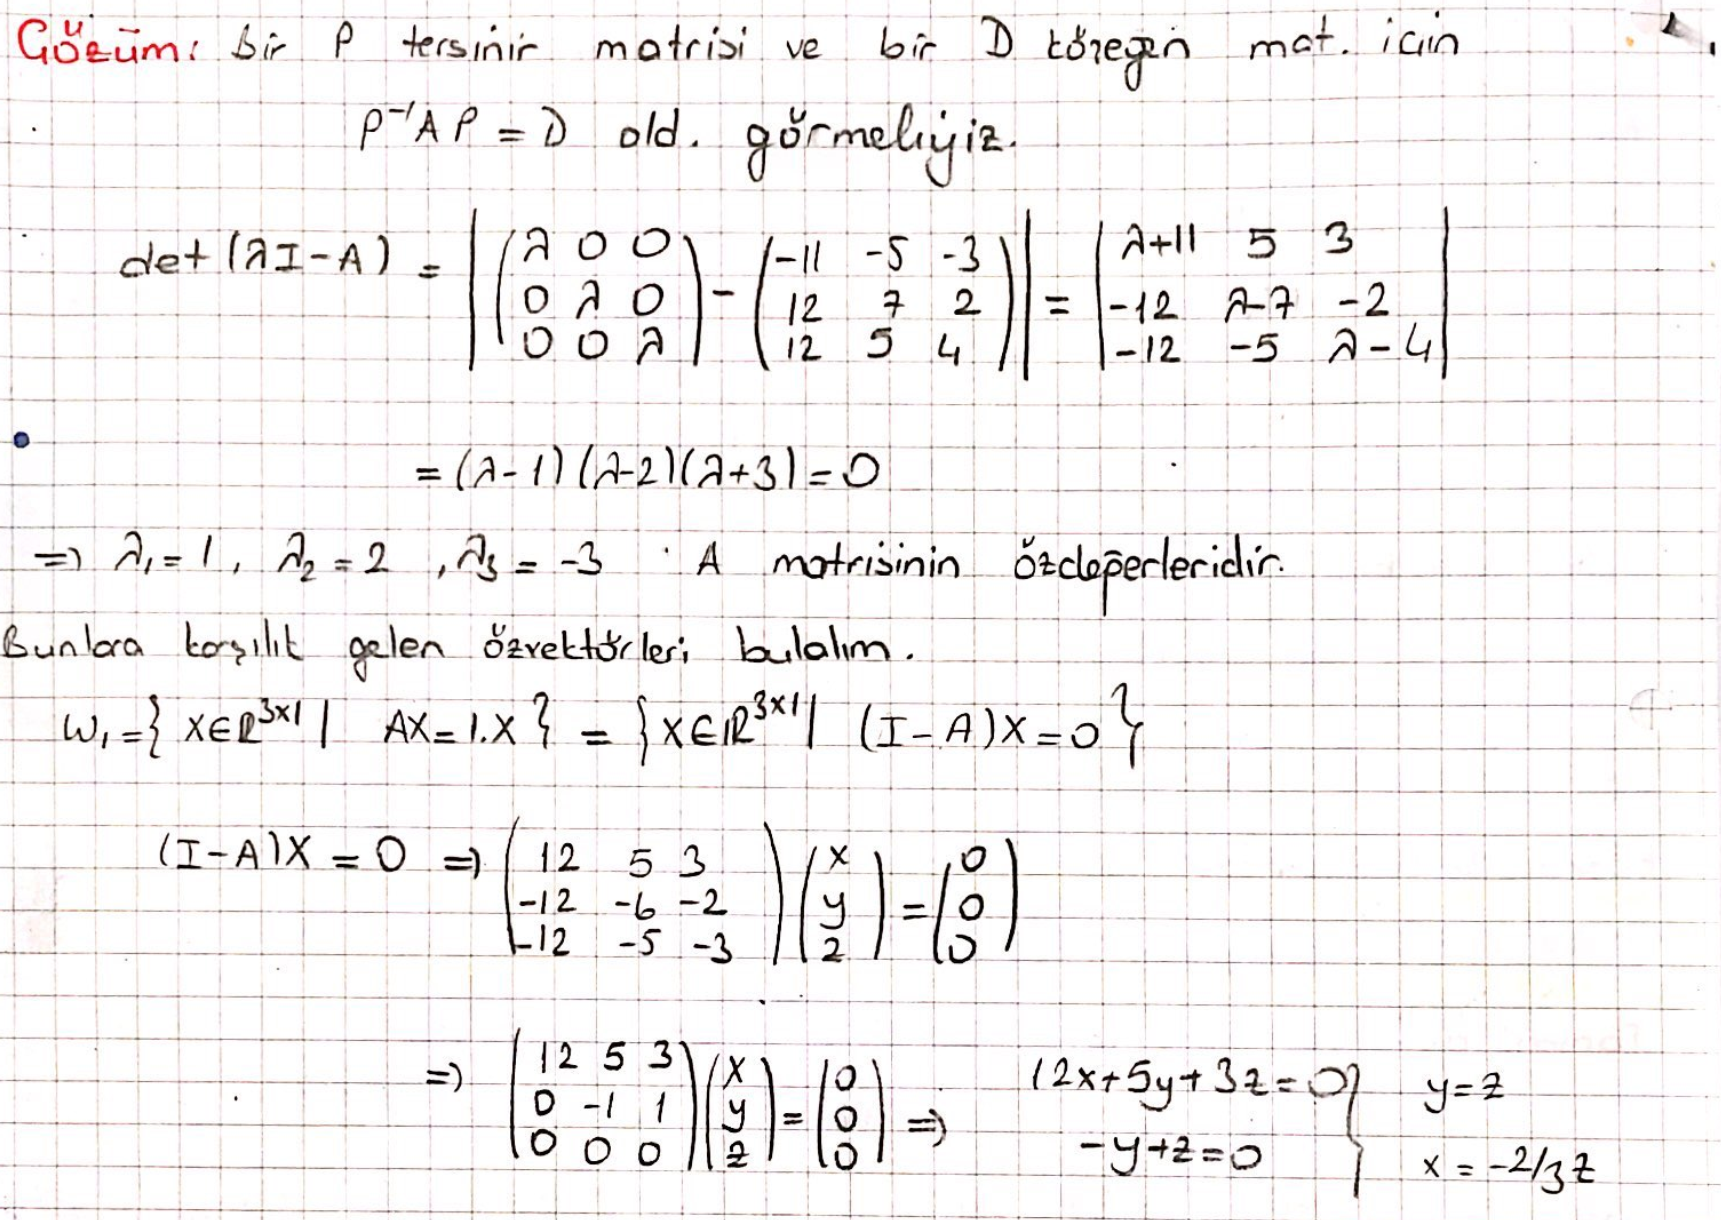 Çözüm: Bir P tersinir matrisi ve bir D köşegen mat. için
P⁻¹AP = D old. görmeliyiz.
det(λI-A) = |(λ 0 0; 0 λ 0; 0 0 λ) - (-11 -5 -3; 12 7 2; 12 5 4)| = |λ+11 5 3; -12 λ-7 -2; -12 -5 λ-4|
= (λ-1)(λ-2)(λ+3) = 0
⇒ λ₁ = 1, λ₂ = 2, λ₃ = -3 A matrisinin özdeğerleridir.
Bunlara karşılık gelen özvektörleri bulalım.
W₁ = { X∈ℝ³ˣ¹ | AX = 1.X } = { X∈ℝ³ˣ¹ | (I-A)X = 0 }
(I-A)X = 0 ⇒ (12 5 3; -12 -6 -2; -12 -5 -3) (x; y; z) = (0; 0; 0)
⇒ (12 5 3; 0 -1 1; 0 0 0) (x; y; z) = (0; 0; 0) ⇒ 12x+5y+3z=0, -y+z=0 } y=z, x = -2/3z